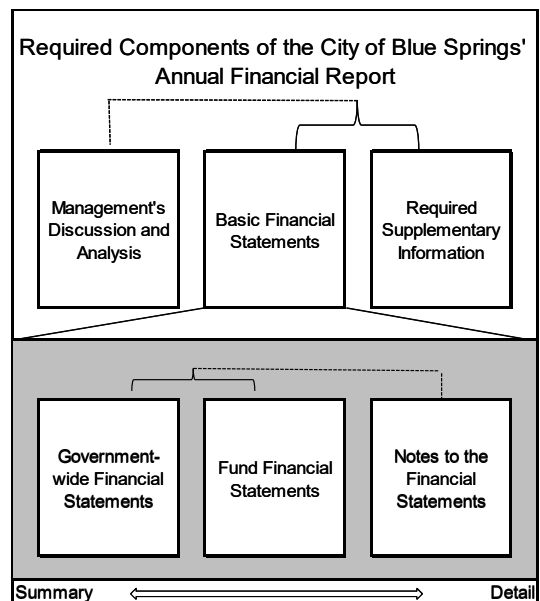 Required Components of the City of Blue Springs'
Annual Financial Report
Management's
Discussion and
Analysis
Basic Financial
Statements
Required
Supplementary
Information
Government-
wide Financial
Statements
Fund Financial
Statements
Notes to the
Financial
Statements
Summary
Detail